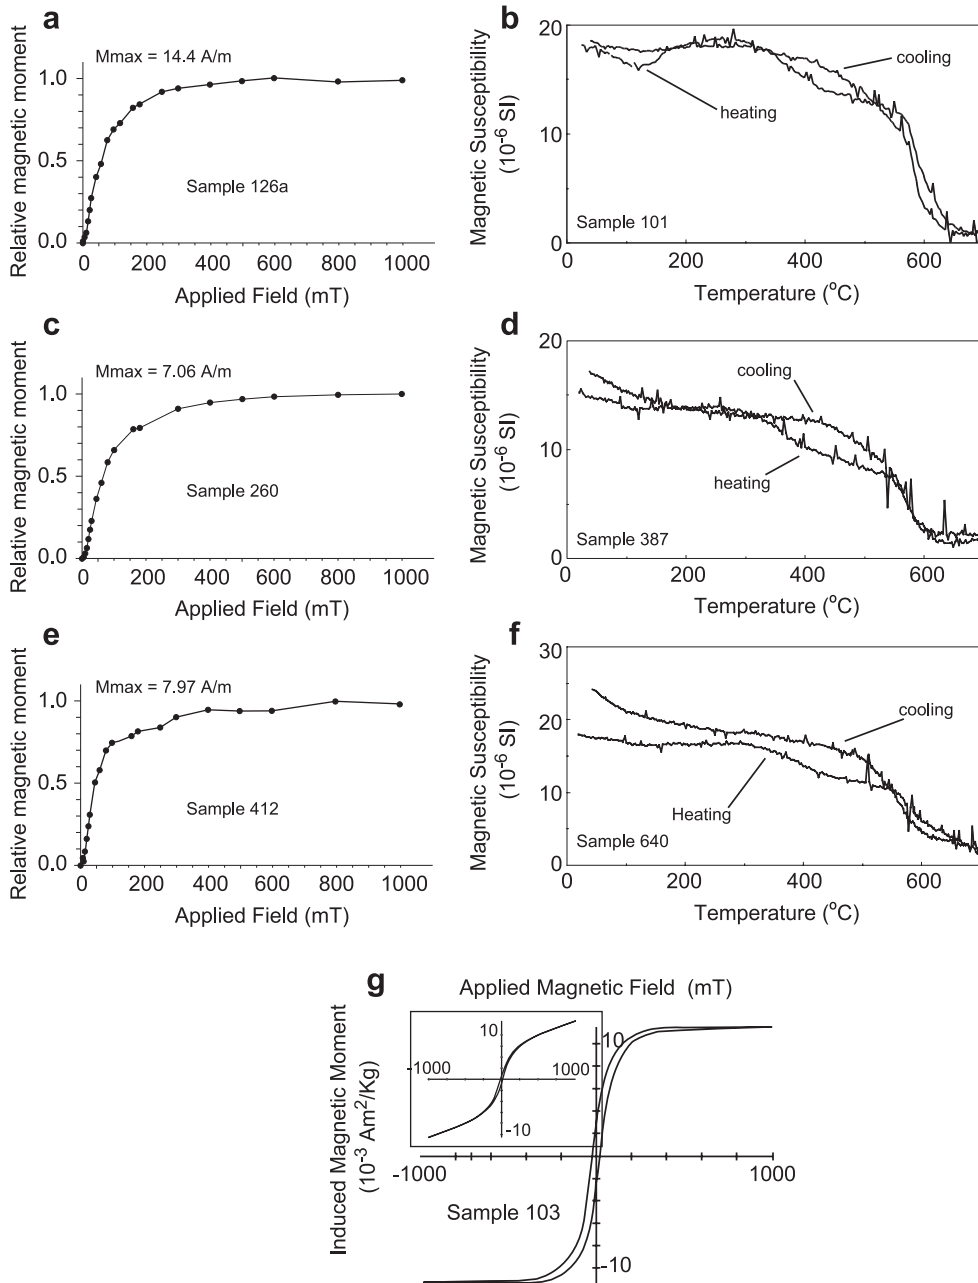 a
Mmax = 14.4 A/m
Relative magnetic moment
1.0
0.5
0.0
Sample 126a
0 200 400 600 800 1000
Applied Field (mT)
b
Magnetic Susceptibility
(10-6 SI)
20
10
0
cooling
heating
Sample 101
0 200 400 600
Temperature (oC)
c
Mmax = 7.06 A/m
Relative magnetic moment
1.0
0.5
0.0
Sample 260
0 200 400 600 800 1000
Applied Field (mT)
d
Magnetic Susceptibility
(10-6 SI)
20
10
0
cooling
heating
Sample 387
0 200 400 600
Temperature (oC)
e
Mmax = 7.97 A/m
Relative magnetic moment
1.0
0.5
0.0
Sample 412
0 200 400 600 800 1000
Applied Field (mT)
f
Magnetic Susceptibility
(10-6 SI)
30
20
10
0
cooling
Heating
Sample 640
0 200 400 600
Temperature (oC)
g
Applied Magnetic Field (mT)
Induced Magnetic Moment
(10-3 Am2/Kg)
10
-1000
1000
-10
10
-1000
1000
Sample 103
-10